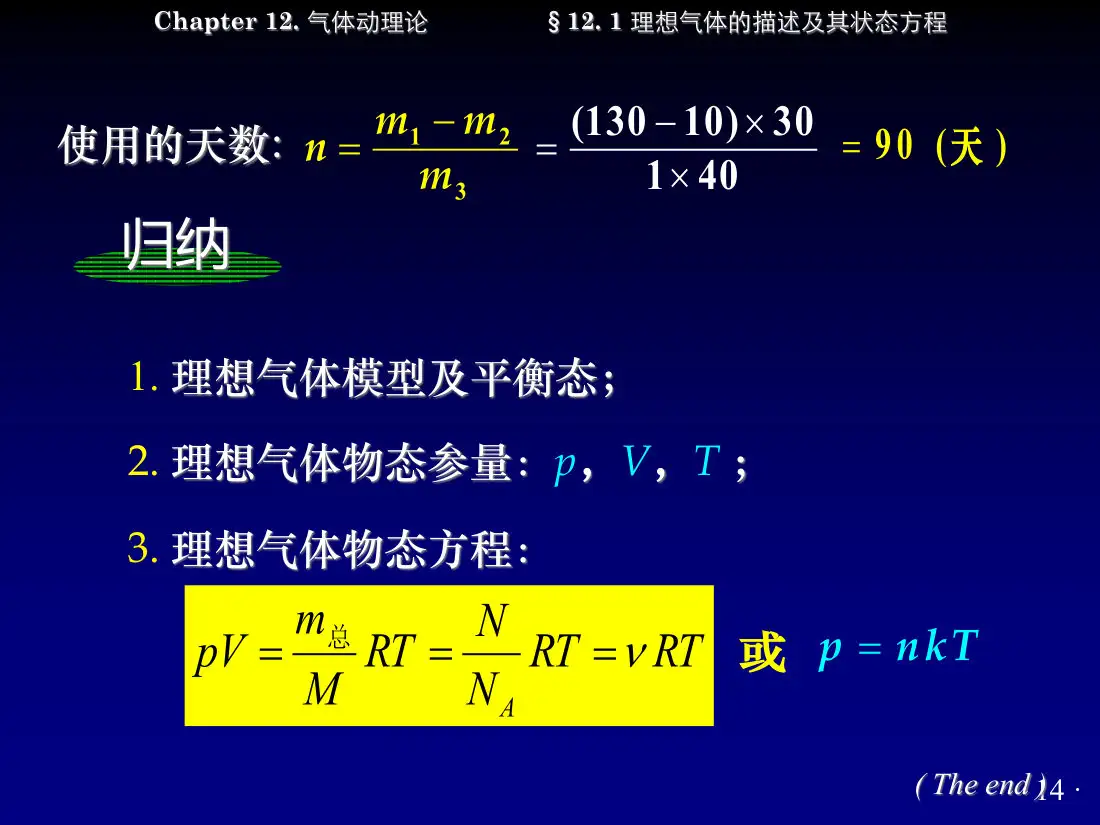 Chapter 12. 气体动理论 §12. 1 理想气体的描述及其状态方程
使用的天数: n = (m₁ − m₂)/m₃ = ((130 − 10) × 30)/(1 × 40) = 90 (天)
归纳
1. 理想气体模型及平衡态；
2. 理想气体物态参量：p，V，T；
3. 理想气体物态方程：
pV = (m总/M) RT = (N/N_A) RT = ν RT 或 p = nkT
( The end ) 14 ·